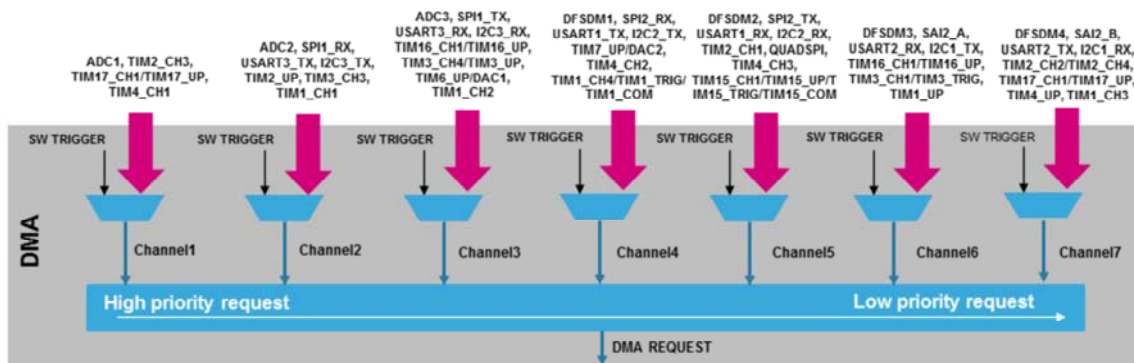 ADC1, TIM2_CH3,
TIM17_CH1/TIM17_UP,
TIM4_CH1
ADC2, SPI1_RX,
USART3_TX, I2C3_TX,
TIM2_UP, TIM3_CH3,
TIM1_CH1
ADC3, SPI1_TX,
USART3_RX, I2C3_RX,
TIM16_CH1/TIM16_UP,
TIM3_CH4/TIM3_UP,
TIM6_UP/DAC1,
TIM1_CH2
DFSDM1, SPI2_RX,
USART1_TX, I2C2_TX,
TIM7_UP/DAC2,
TIM4_CH2,
TIM1_CH4/TIM1_TRIG/
TIM1_COM
DFSDM2, SPI2_TX,
USART1_RX, I2C2_RX,
TIM2_CH1, QUADSPI,
TIM4_CH3,
TIM15_CH1/TIM15_UP/T
IM15_TRIG/TIM15_COM
DFSDM3, SAI2_A,
USART2_RX, I2C1_TX,
TIM16_CH1/TIM16_UP,
TIM3_CH1/TIM3_TRIG,
TIM1_UP
DFSDM4, SAI2_B,
USART2_TX, I2C1_RX,
TIM2_CH2/TIM2_CH4,
TIM17_CH1/TIM17_UP,
TIM4_UP, TIM1_CH3
SW TRIGGER
SW TRIGGER
SW TRIGGER
SW TRIGGER
SW TRIGGER
SW TRIGGER
SW TRIGGER
DMA
Channel1
Channel2
Channel3
Channel4
Channel5
Channel6
Channel7
High priority request
Low priority request
DMA REQUEST